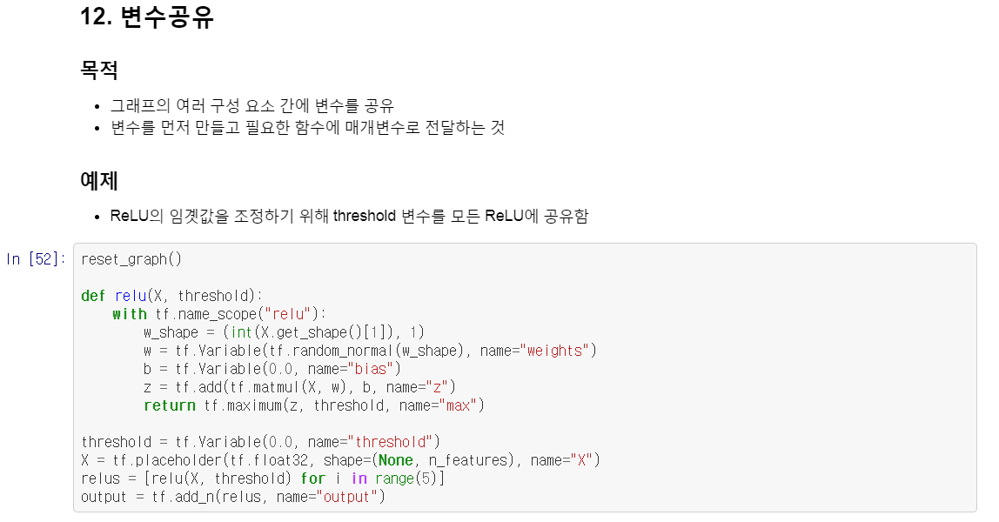 12. 변수공유
목적
• 그래프의 여러 구성 요소 간에 변수를 공유
• 변수를 먼저 만들고 필요한 함수에 매개변수로 전달하는 것
예제
• ReLU의 임곗값을 조정하기 위해 threshold 변수를 모든 ReLU에 공유함
In [52]: reset_graph()
def relu(X, threshold):
    with tf.name_scope("relu"):
        w_shape = (int(X.get_shape()[1]), 1)
        w = tf.Variable(tf.random_normal(w_shape), name="weights")
        b = tf.Variable(0.0, name="bias")
        z = tf.add(tf.matmul(X, w), b, name="z")
        return tf.maximum(z, threshold, name="max")
threshold = tf.Variable(0.0, name="threshold")
X = tf.placeholder(tf.float32, shape=(None, n_features), name="X")
relus = [relu(X, threshold) for i in range(5)]
output = tf.add_n(relus, name="output")